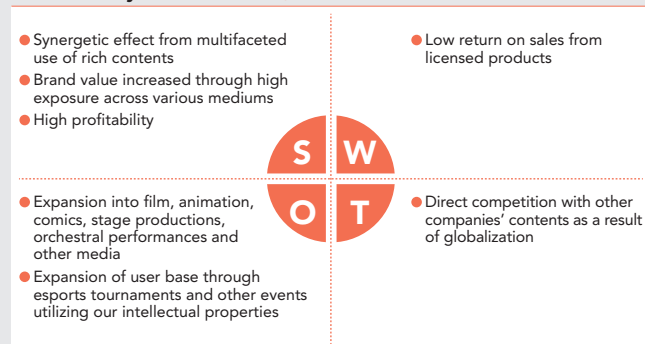 ● Synergetic effect from multifaceted
use of rich contents
● Brand value increased through high
exposure across various mediums
● High profitability
● Low return on sales from
licensed products
S W
O T
● Expansion into film, animation,
comics, stage productions,
orchestral performances and
other media
● Expansion of user base through
esports tournaments and other events
utilizing our intellectual properties
● Direct competition with other
companies' contents as a result
of globalization